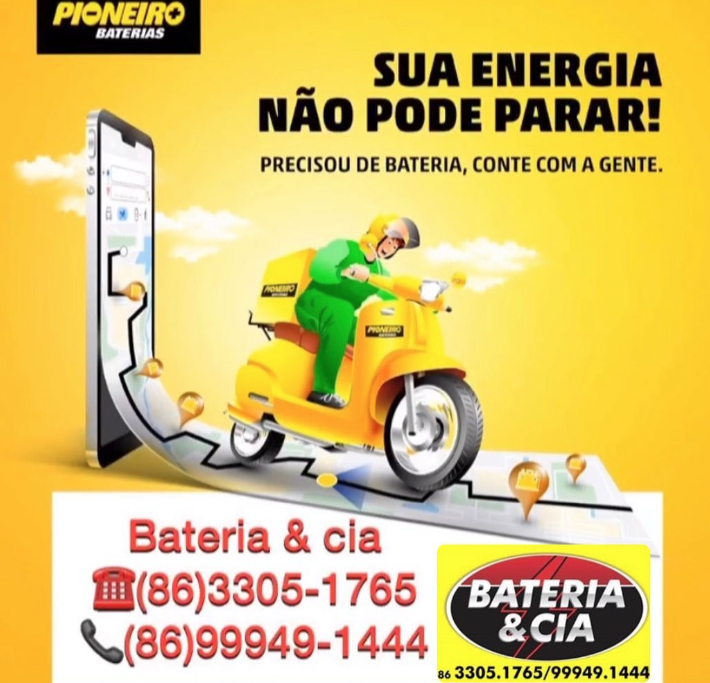 PIONEIRO
BATERIAS
SUA ENERGIA
NÃO PODE PARAR!
PRECISOU DE BATERIA, CONTE COM A GENTE.
PIONEIRO
PIONEIRO
BATERIAS
Bateria & cia
(86)3305-1765
(86)99949-1444
BATERIA
&CIA
86 3305.1765/99949.1444